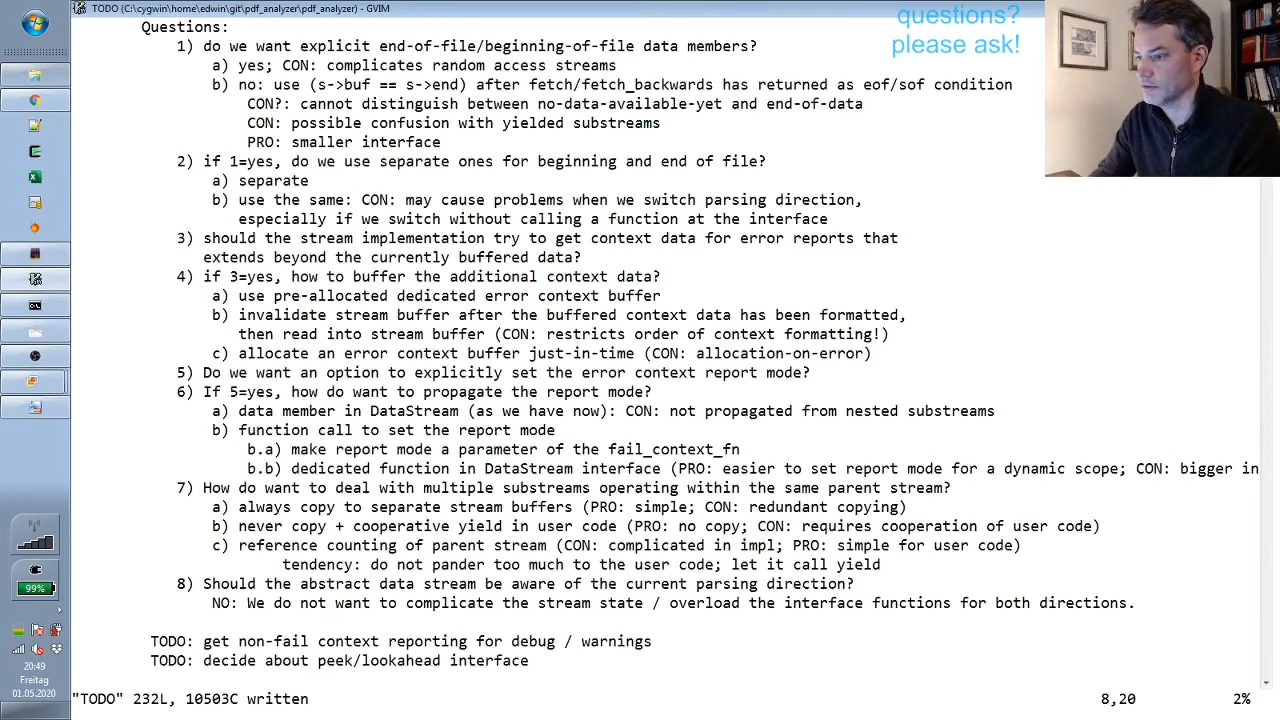 TODO (C:\cygwin\home\edwin\git\pdf_analyzer\pdf_analyzer) - GVIM
questions?
please ask!
Questions:
1) do we want explicit end-of-file/beginning-of-file data members?
a) yes; CON: complicates random access streams
b) no: use (s->buf == s->end) after fetch/fetch_backwards has returned as eof/sof condition
CON?: cannot distinguish between no-data-available-yet and end-of-data
CON: possible confusion with yielded substreams
PRO: smaller interface
2) if 1=yes, do we use separate ones for beginning and end of file?
a) separate
b) use the same: CON: may cause problems when we switch parsing direction,
especially if we switch without calling a function at the interface
3) should the stream implementation try to get context data for error reports that
extends beyond the currently buffered data?
4) if 3=yes, how to buffer the additional context data?
a) use pre-allocated dedicated error context buffer
b) invalidate stream buffer after the buffered context data has been formatted,
then read into stream buffer (CON: restricts order of context formatting!)
c) allocate an error context buffer just-in-time (CON: allocation-on-error)
5) Do we want an option to explicitly set the error context report mode?
6) If 5=yes, how do want to propagate the report mode?
a) data member in DataStream (as we have now): CON: not propagated from nested substreams
b) function call to set the report mode
b.a) make report mode a parameter of the fail_context_fn
b.b) dedicated function in DataStream interface (PRO: easier to set report mode for a dynamic scope; CON: bigger in
7) How do want to deal with multiple substreams operating within the same parent stream?
a) always copy to separate stream buffers (PRO: simple; CON: redundant copying)
b) never copy + cooperative yield in user code (PRO: no copy; CON: requires cooperation of user code)
c) reference counting of parent stream (CON: complicated in impl; PRO: simple for user code)
tendency: do not pander too much to the user code; let it call yield
8) Should the abstract data stream be aware of the current parsing direction?
NO: We do not want to complicate the stream state / overload the interface functions for both directions.
TODO: get non-fail context reporting for debug / warnings
TODO: decide about peek/lookahead interface
"TODO" 232L, 10503C written
8,20
2%
99%
20:49
Freitag
01.05.2020